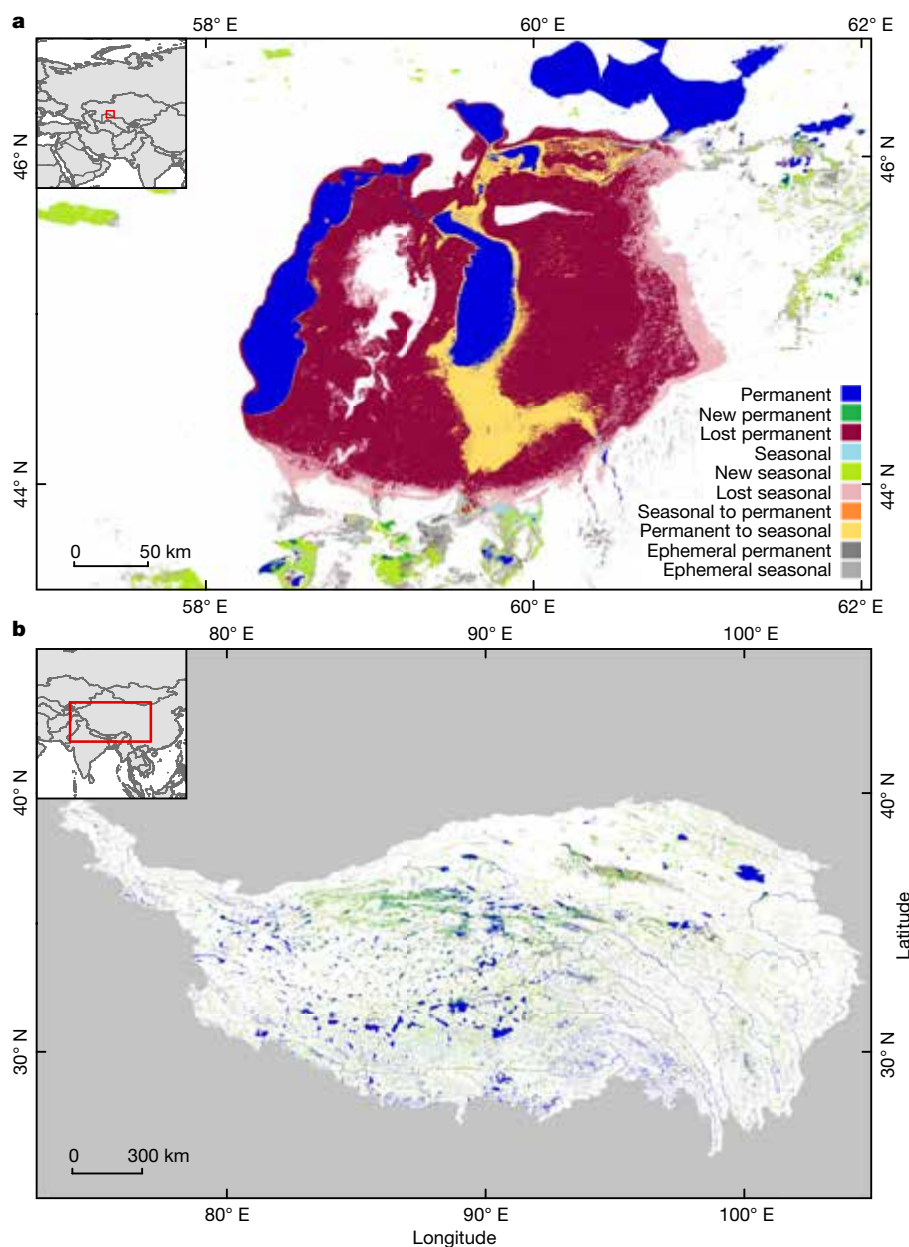 a
58° E 60° E 62° E
46° N 46° N
Permanent
New permanent
Lost permanent
Seasonal
New seasonal
Lost seasonal
Seasonal to permanent
Permanent to seasonal
Ephemeral permanent
Ephemeral seasonal
44° N 44° N
0 50 km
58° E 60° E 62° E
b
80° E 90° E 100° E
40° N 40° N
Latitude
30° N 30° N
0 300 km
80° E 90° E 100° E
Longitude